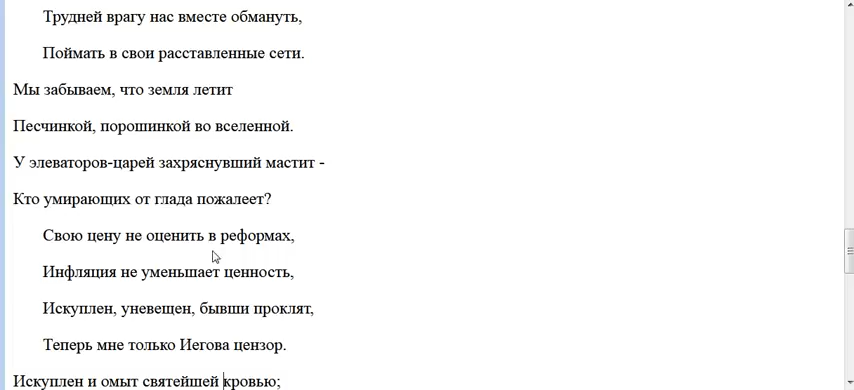 Трудней врагу нас вместе обмануть,
Поймать в свои расставленные сети.
Мы забываем, что земля летит
Песчинкой, порошинкой во вселенной.
У элеваторов-царей захряснувший мастит -
Кто умирающих от глада пожалеет?
Свою цену не оценить в реформах,
Инфляция не уменьшает ценность,
Искуплен, уневещен, бывши проклят,
Теперь мне только Иегова цензор.
Искуплен и омыт святейшей кровью;